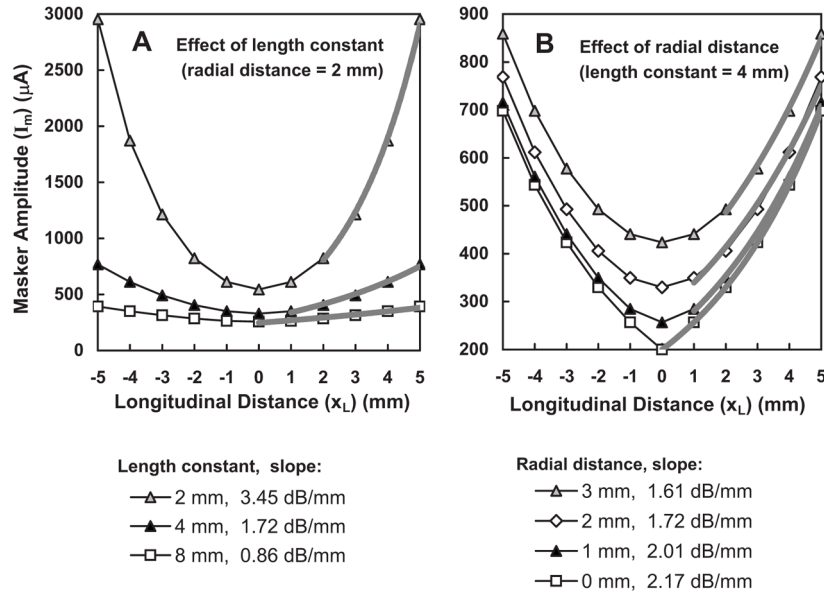 A
Effect of length constant
(radial distance = 2 mm)
Masker Amplitude (Im) (μA)
3000
2500
2000
1500
1000
500
0
-5 -4 -3 -2 -1 0 1 2 3 4 5
Longitudinal Distance (xL) (mm)
Length constant, slope:
2 mm, 3.45 dB/mm
4 mm, 1.72 dB/mm
8 mm, 0.86 dB/mm
B
Effect of radial distance
(length constant = 4 mm)
900
800
700
600
500
400
300
200
-5 -4 -3 -2 -1 0 1 2 3 4 5
Longitudinal Distance (xL) (mm)
Radial distance, slope:
3 mm, 1.61 dB/mm
2 mm, 1.72 dB/mm
1 mm, 2.01 dB/mm
0 mm, 2.17 dB/mm